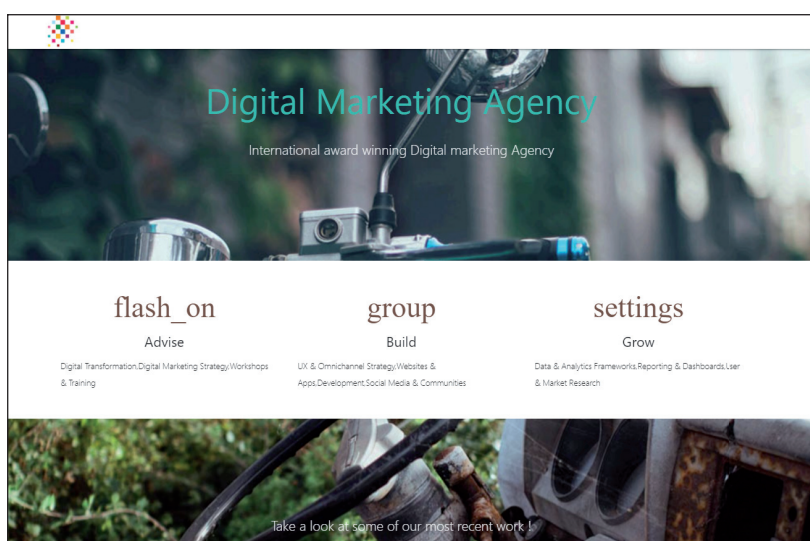 Digital Marketing Agency
International award winning Digital marketing Agency
flash_on
Advise
Digital Transformation,Digital Marketing Strategy,Workshops
& Training
group
Build
UX & Omnichannel Strategy,Websites &
Apps,Development,Social Media & Communities
settings
Grow
Data & Analytics Frameworks,Reporting & Dashboards,User
& Market Research
Take a look at some of our most recent work !